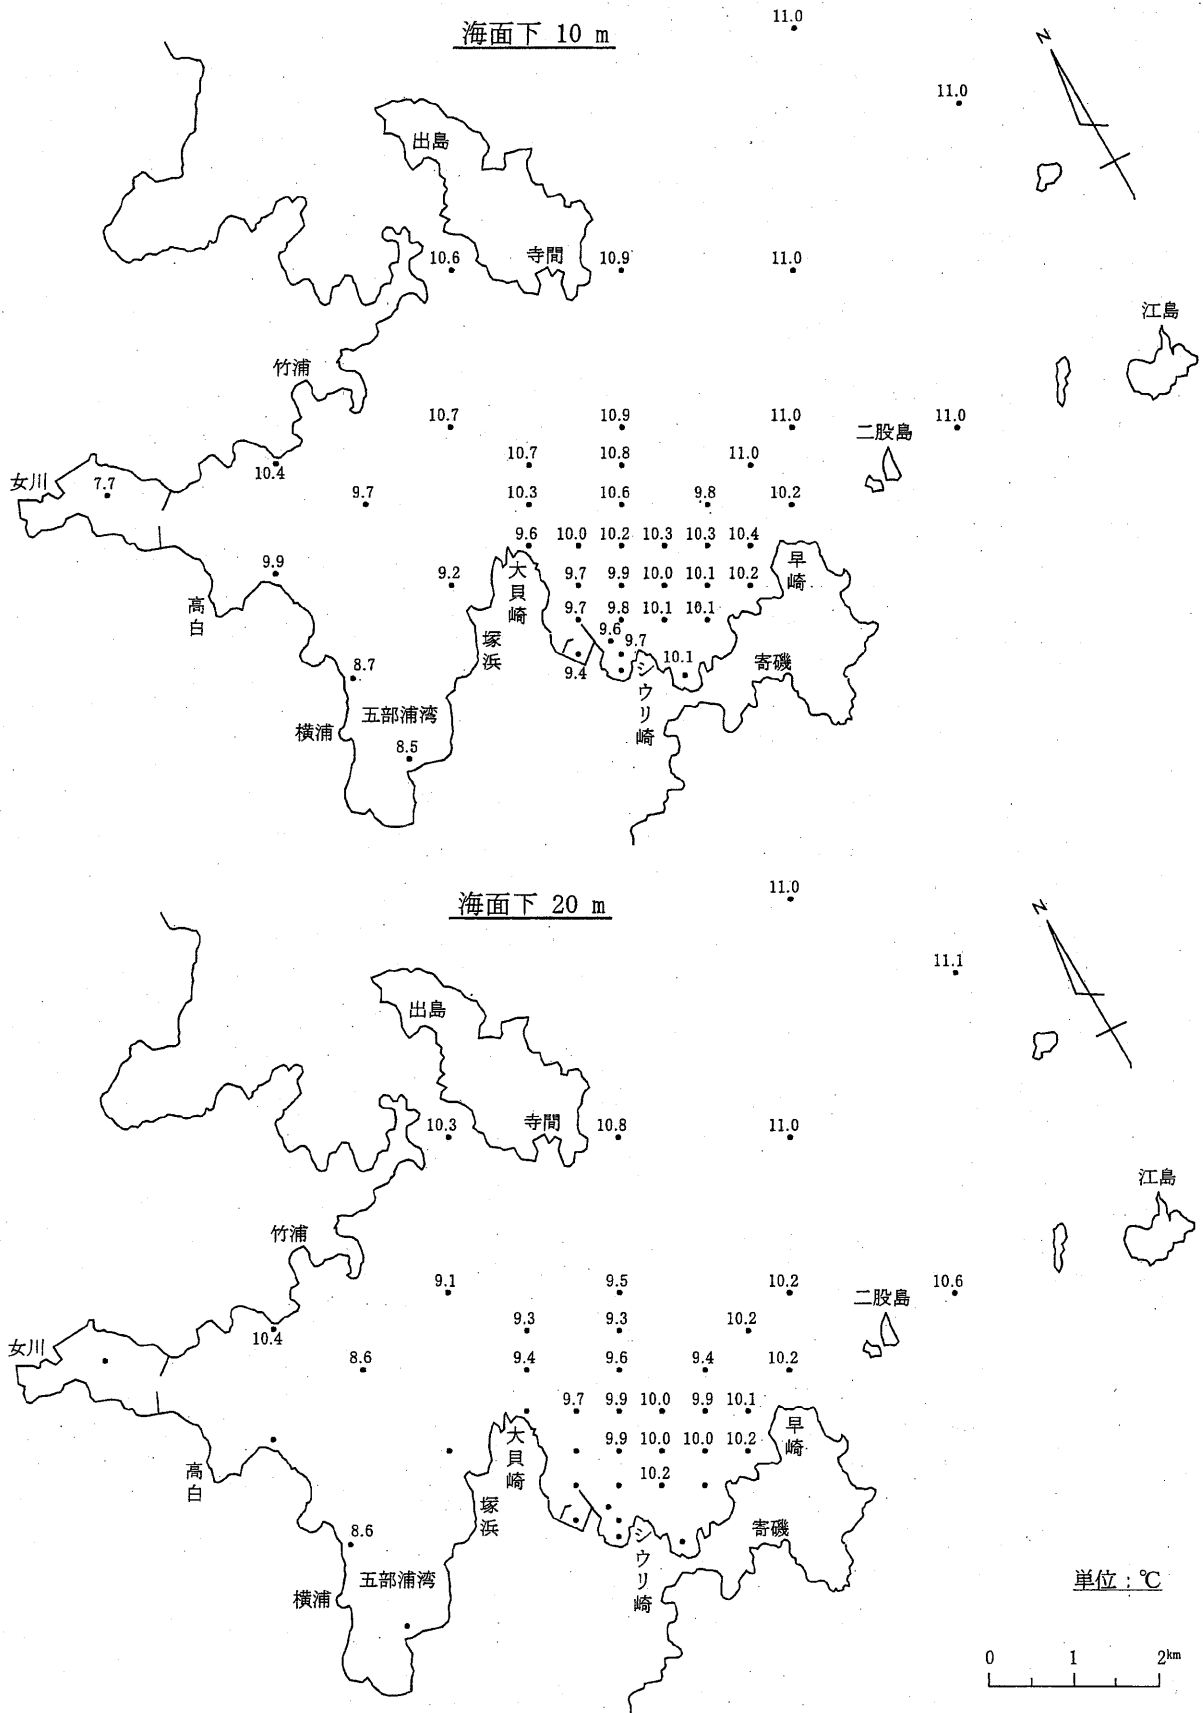 海面下 10 m
11.0
N
11.0
出島
寺間
10.6
10.9
11.0
江島
竹浦
10.7
10.9
11.0
11.0
二股島
10.7
10.8
11.0
10.4
女川
7.7
9.7
10.3
10.6
9.8
10.2
9.6
10.0
10.2
10.3
10.3
10.4
早崎
9.9
9.2
大貝崎
9.7
9.9
10.0
10.1
10.2
高白
9.7
9.8
10.1
10.1
塚浜
9.6
9.7
9.4
シウリ崎
10.1
寄磯
8.7
五部浦湾
横浦
8.5
海面下 20 m
11.0
N
11.1
出島
寺間
10.3
10.8
11.0
江島
竹浦
9.1
9.5
10.2
10.6
二股島
9.3
9.3
10.2
10.4
女川
8.6
9.4
9.6
9.4
10.2
9.7
9.9
10.0
9.9
10.1
早崎
大貝崎
9.9
10.0
10.0
10.2
高白
10.2
塚浜
シウリ崎
寄磯
8.6
五部浦湾
横浦
単位：℃
0 1 2km